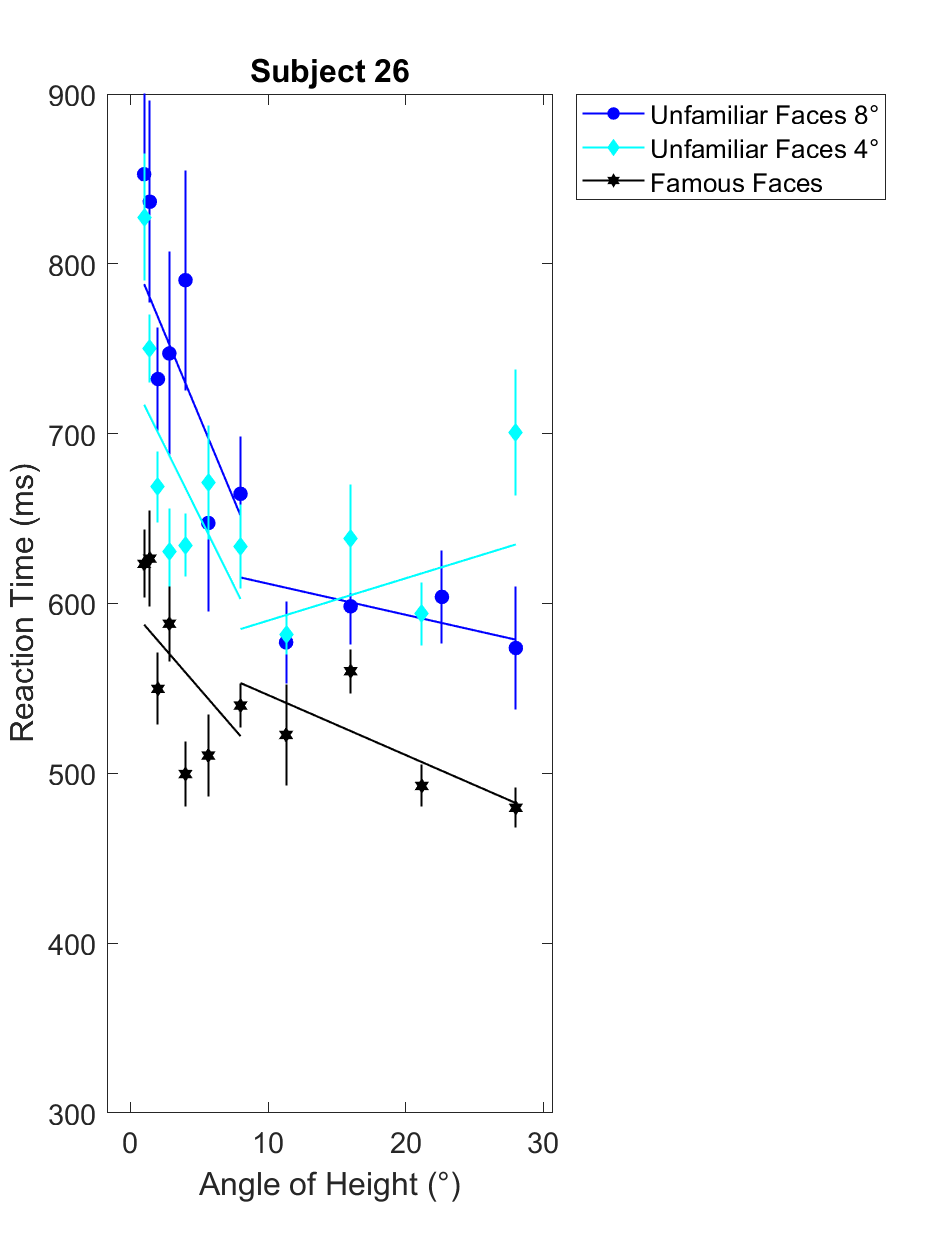 Subject 26
900
800
700
600
500
400
300
0 10 20 30
Reaction Time (ms)
Angle of Height (°)
Unfamiliar Faces 8°
Unfamiliar Faces 4°
Famous Faces